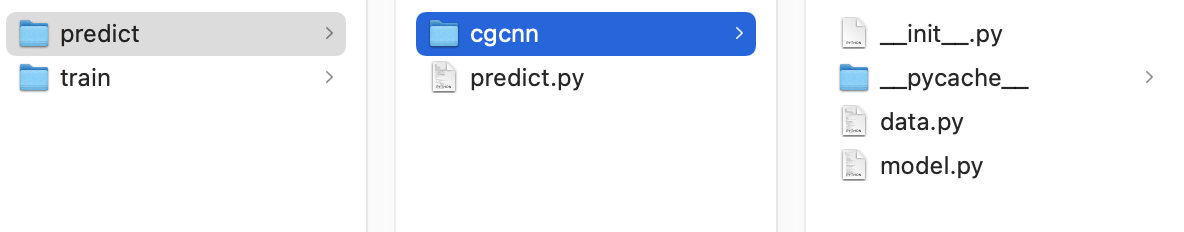 predict
train
cgcnn
predict.py
__init__.py
__pycache__
data.py
model.py